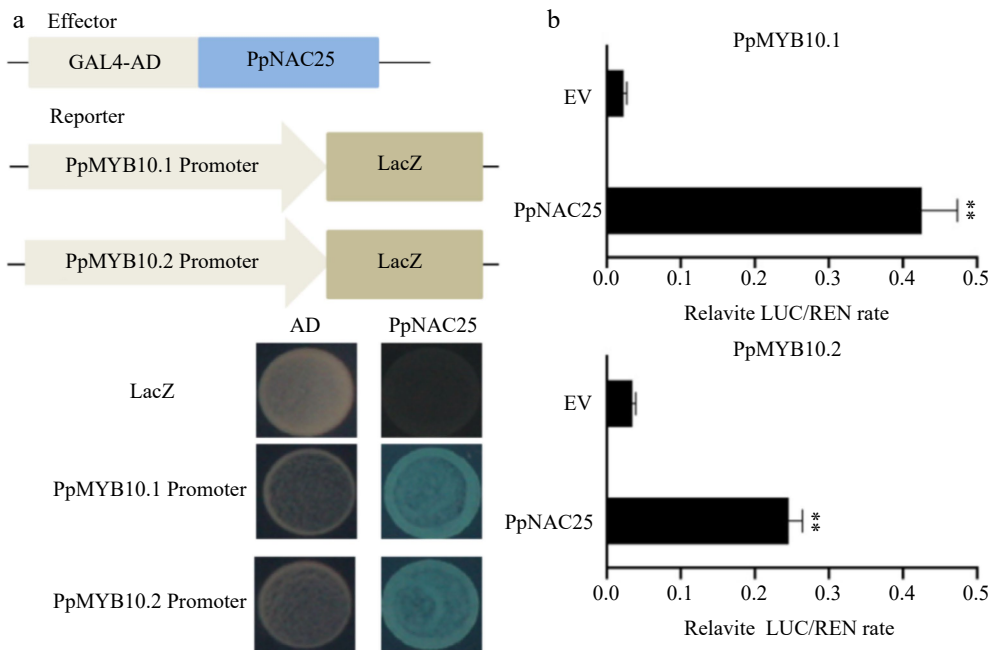 a
Effector
GAL4-AD PpNAC25
Reporter
PpMYB10.1 Promoter LacZ
PpMYB10.2 Promoter LacZ
AD PpNAC25
LacZ
PpMYB10.1 Promoter
PpMYB10.2 Promoter
b
PpMYB10.1
EV
PpNAC25 **
0.0 0.1 0.2 0.3 0.4 0.5
Relavite LUC/REN rate
PpMYB10.2
EV
PpNAC25 **
0.0 0.1 0.2 0.3 0.4 0.5
Relavite LUC/REN rate